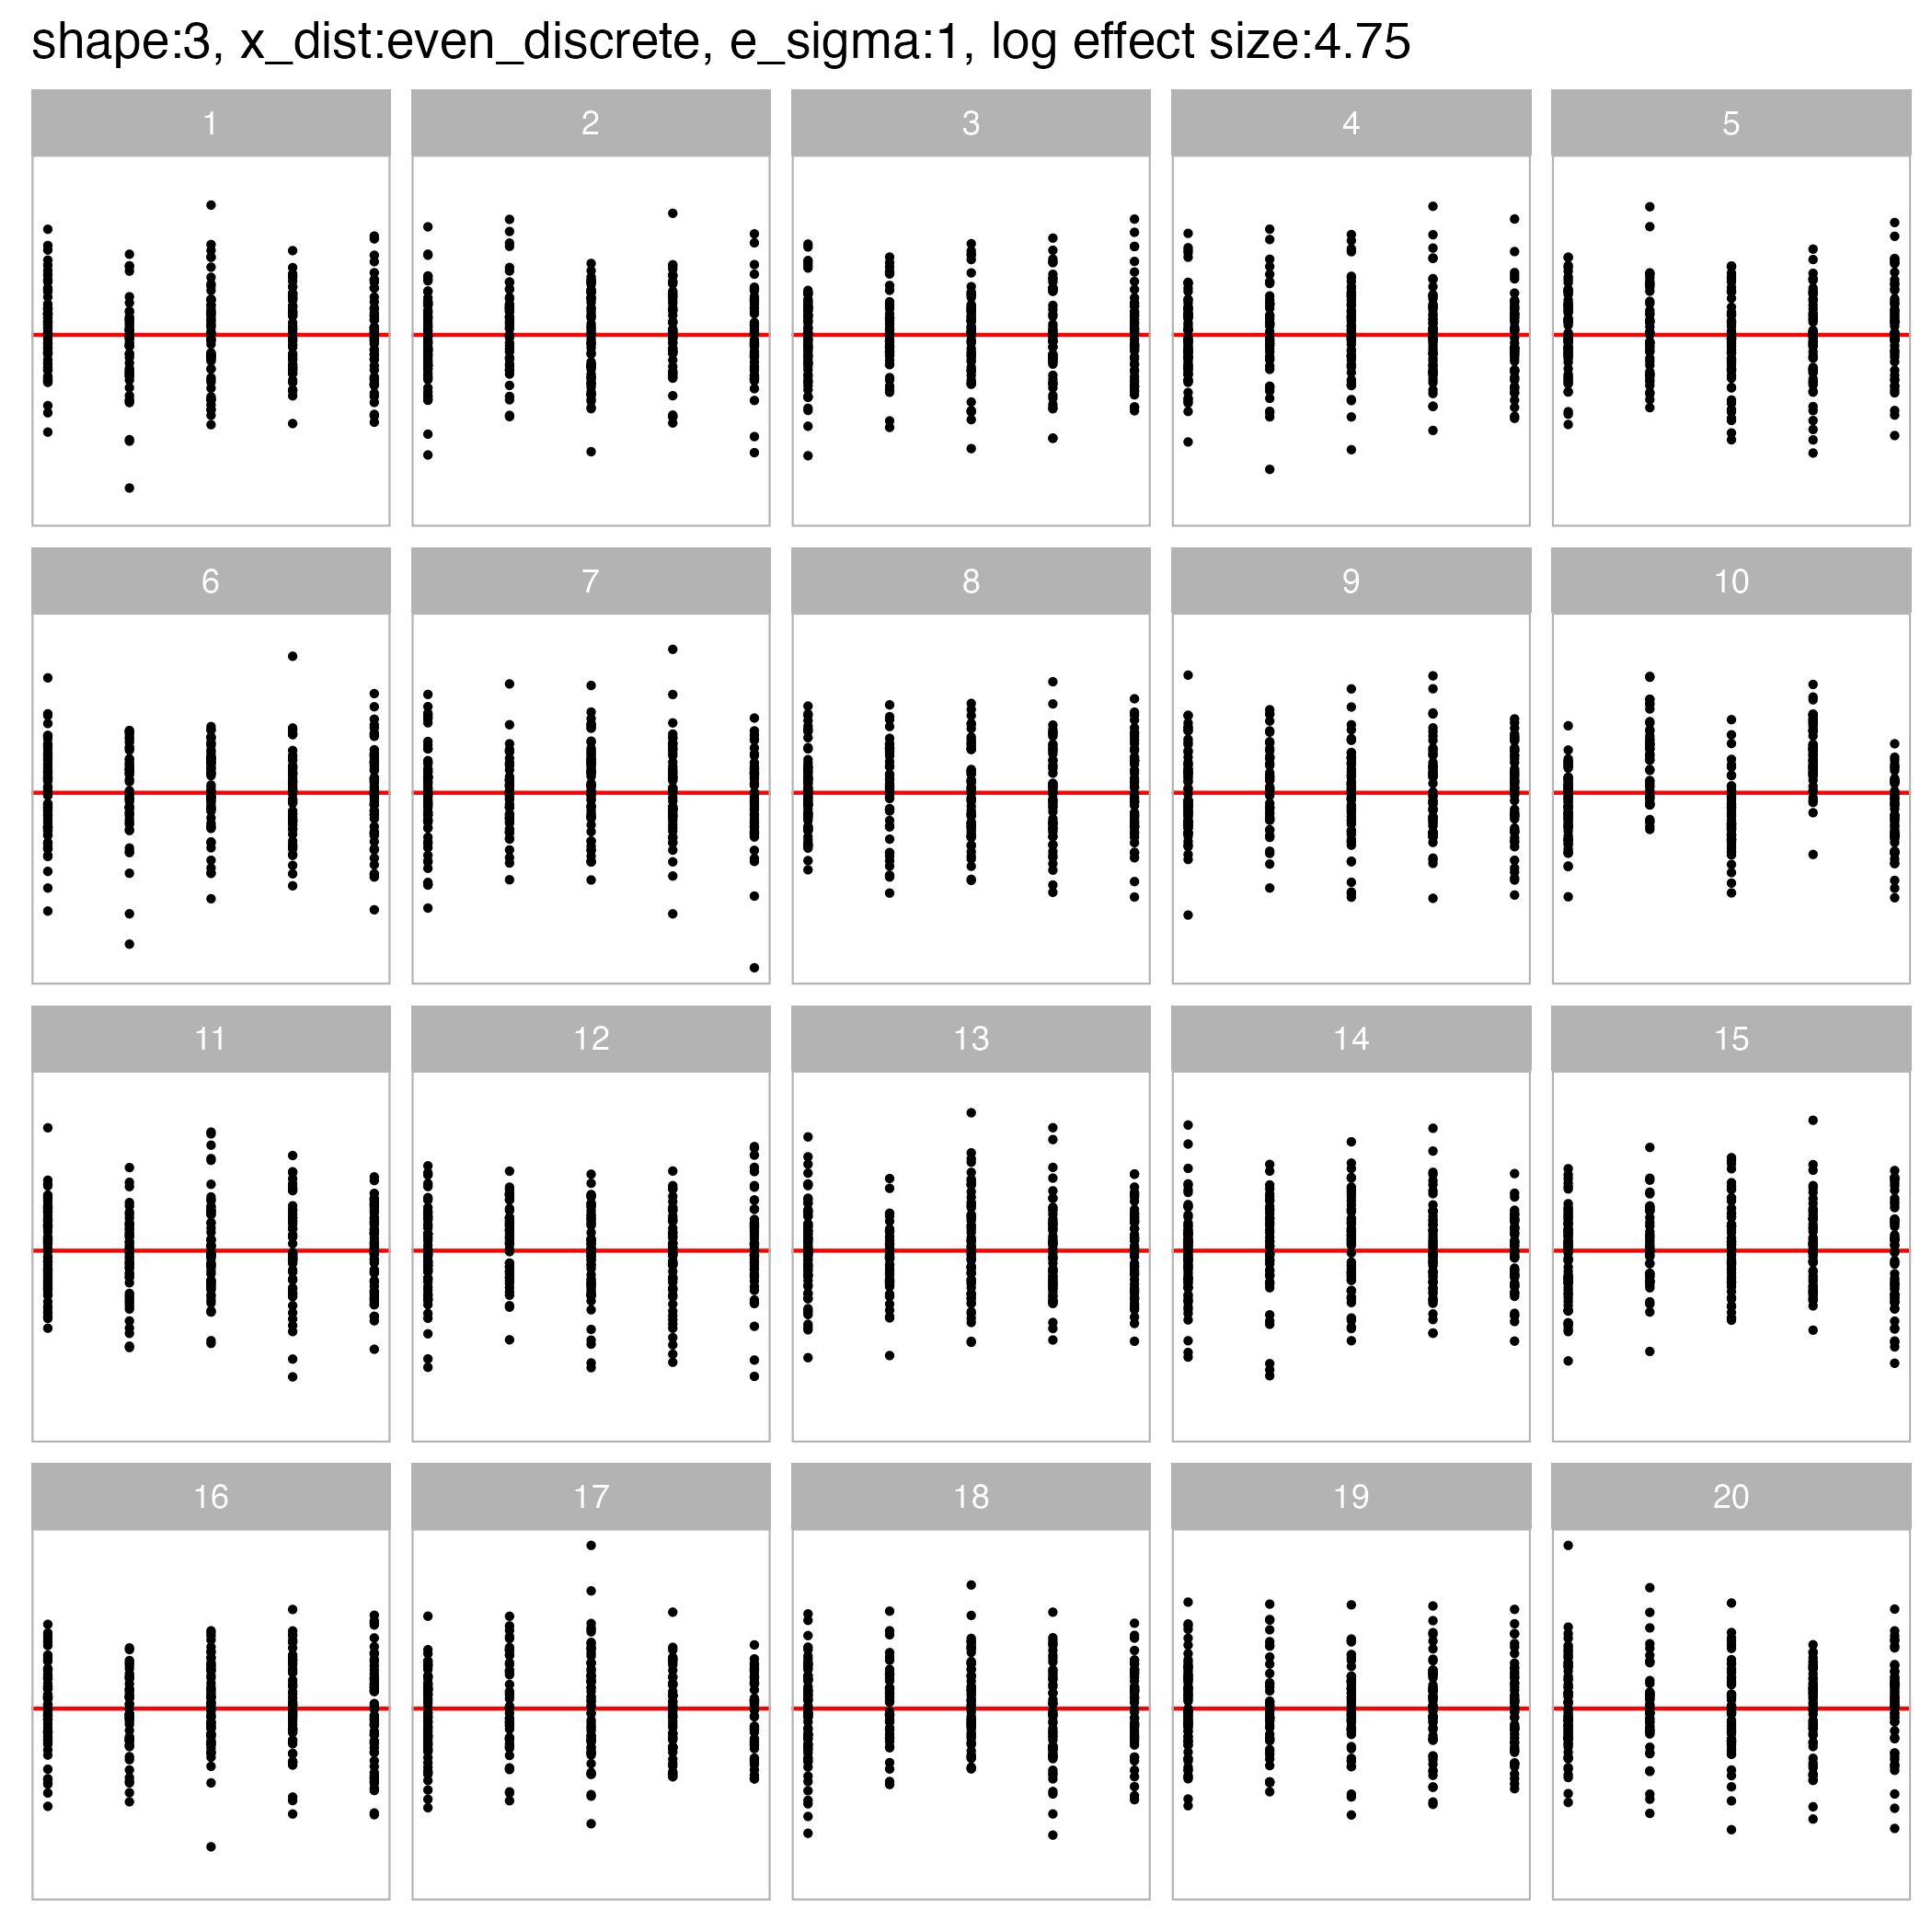 shape:3, x_dist:even_discrete, e_sigma:1, log effect size:4.75
1 2 3 4 5
6 7 8 9 10
11 12 13 14 15
16 17 18 19 20